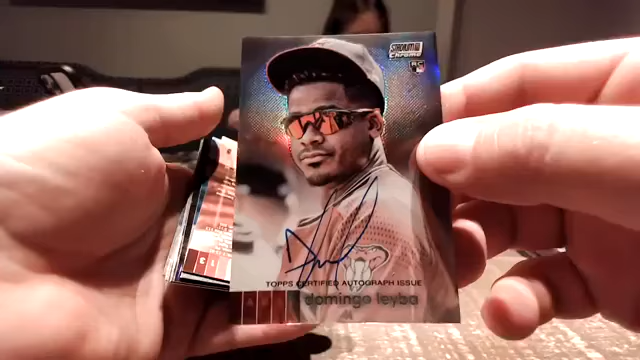 STADIUM CLUB
Chrome
RC
TOPPS CERTIFIED AUTOGRAPH ISSUE
domingo leyba